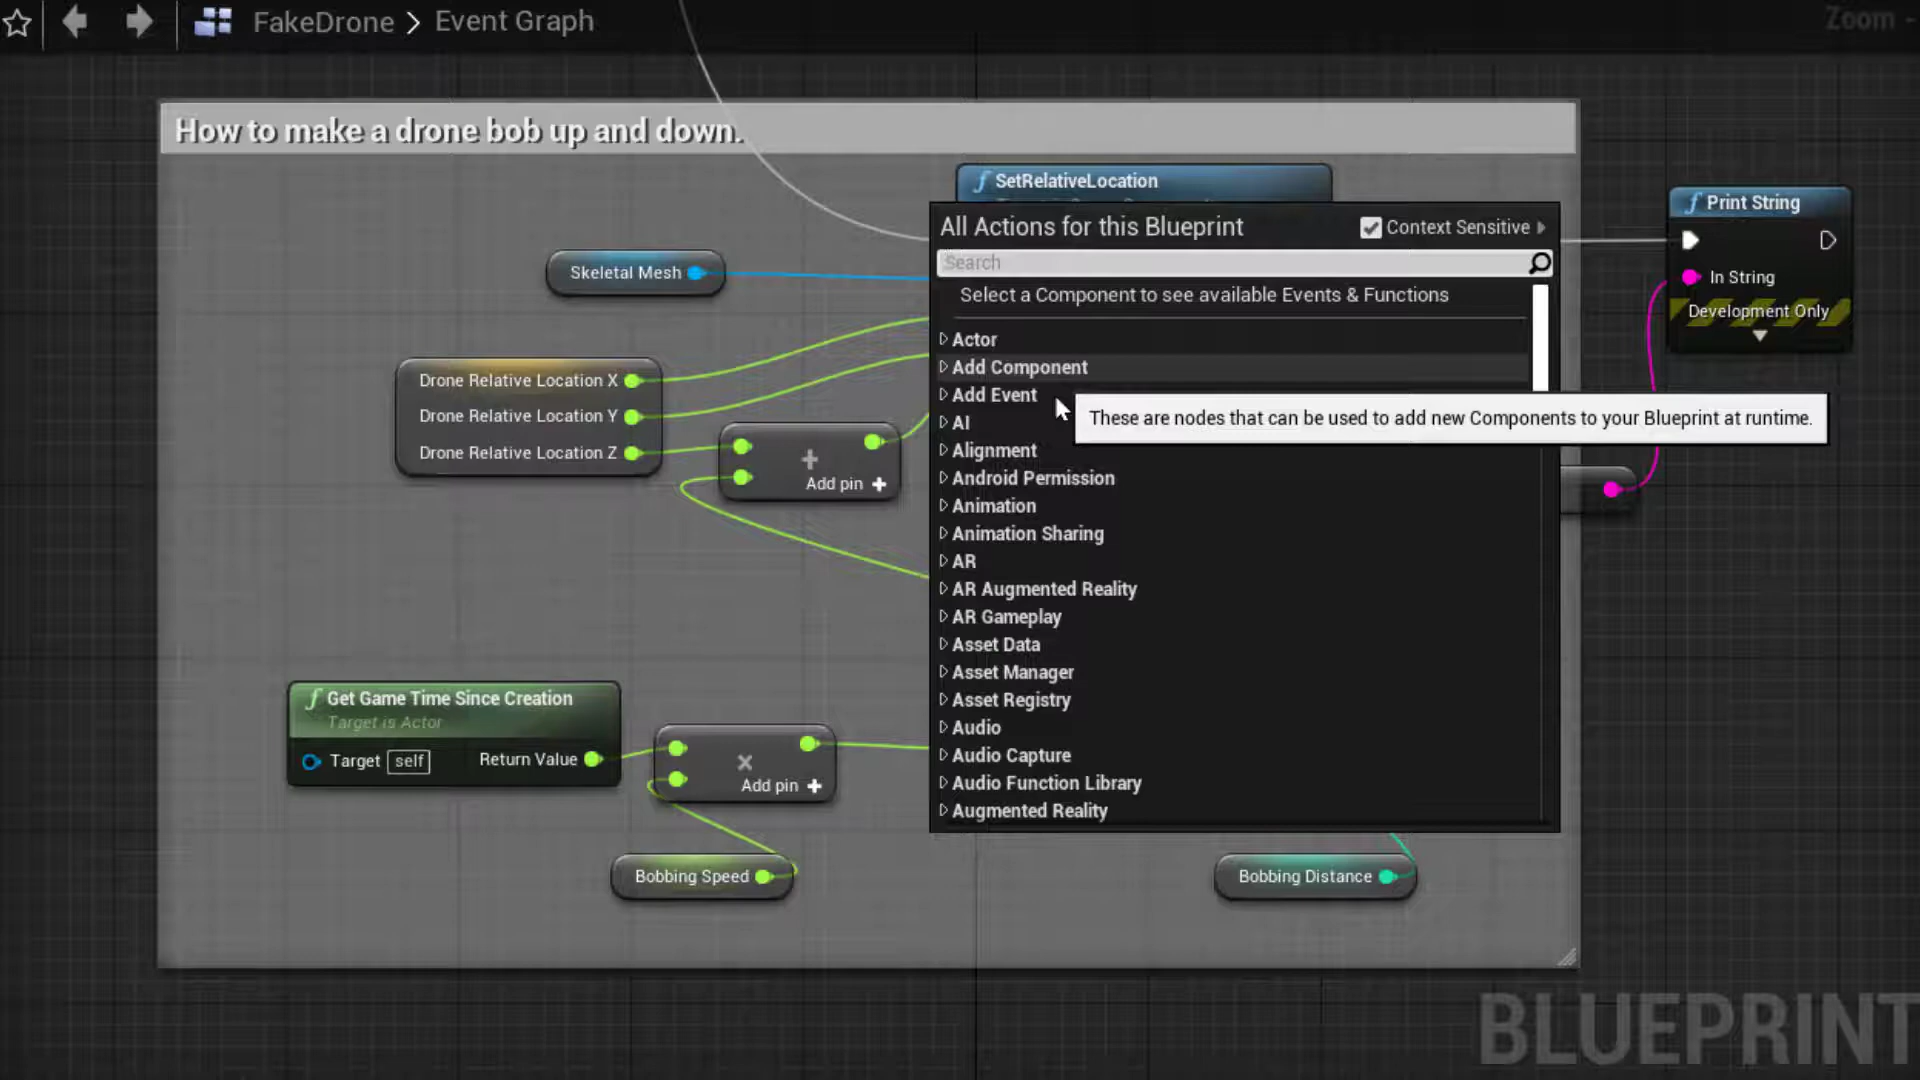 FakeDrone > Event Graph
Zoom -
How to make a drone bob up and down.
SetRelativeLocation
All Actions for this Blueprint
Context Sensitive
Search
Select a Component to see available Events & Functions
Actor
Add Component
Add Event
AI
Alignment
Android Permission
Animation
Animation Sharing
AR
AR Augmented Reality
AR Gameplay
Asset Data
Asset Manager
Asset Registry
Audio
Audio Capture
Audio Function Library
Augmented Reality
These are nodes that can be used to add new Components to your Blueprint at runtime.
Print String
In String
Development Only
Skeletal Mesh
Drone Relative Location X
Drone Relative Location Y
Drone Relative Location Z
+
Add pin +
Get Game Time Since Creation
Target is Actor
Target self
Return Value
×
Add pin +
Bobbing Speed
Bobbing Distance
BLUEPRINT